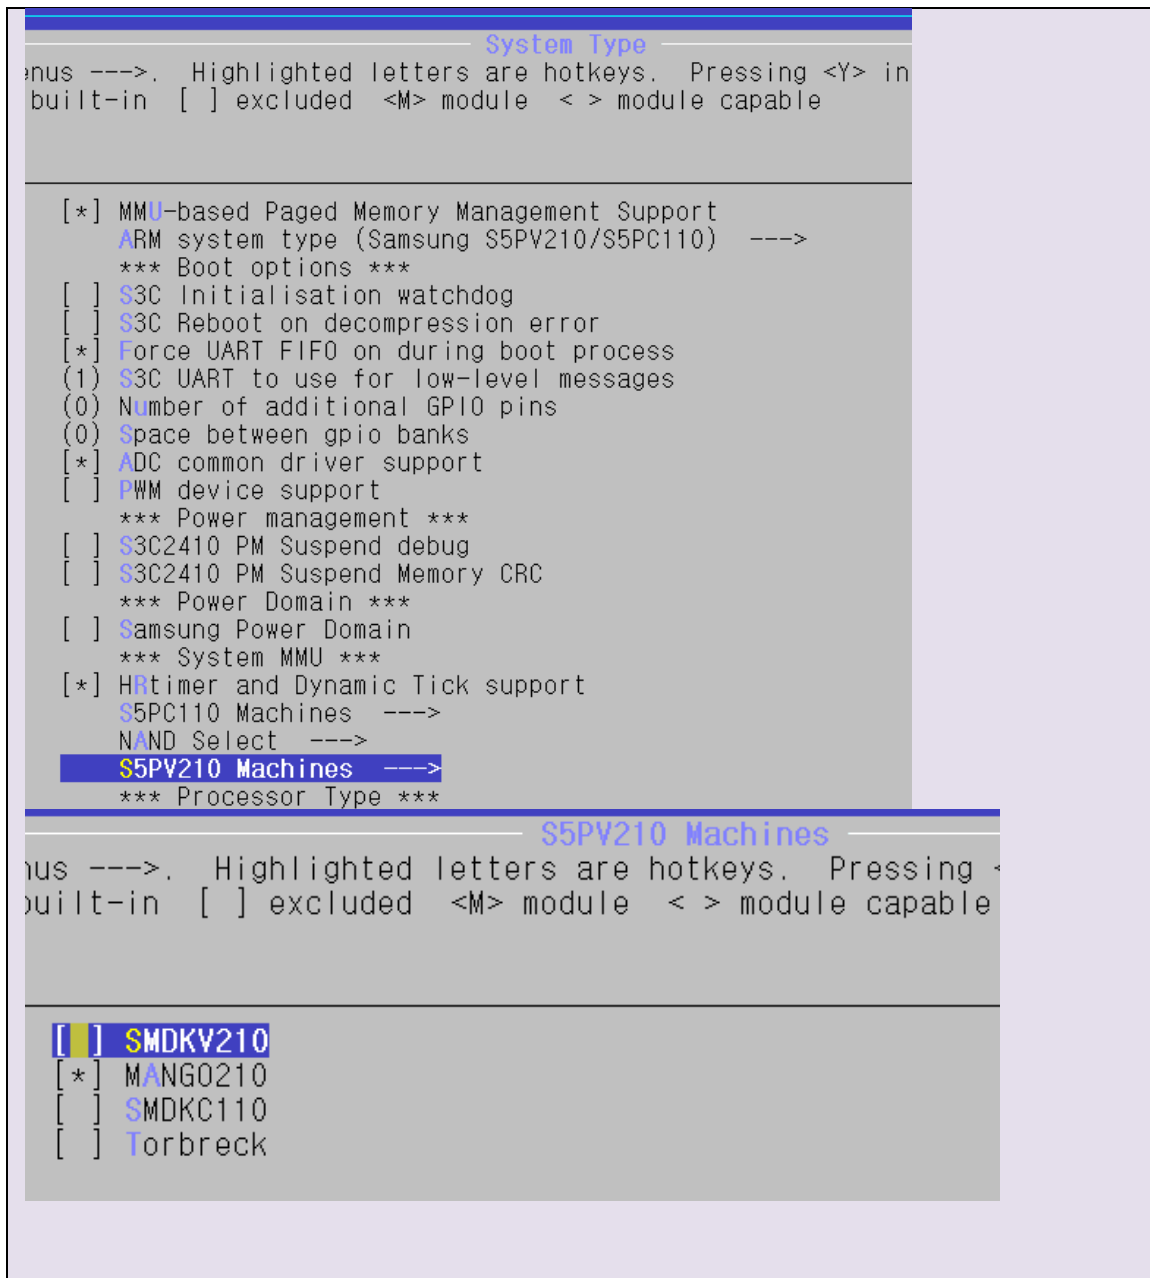 System Type
enus --->.  Highlighted letters are hotkeys.  Pressing <Y> in
built-in  [ ] excluded  <M> module  < > module capable
[*] MMU-based Paged Memory Management Support
ARM system type (Samsung S5PV210/S5PC110)  --->
*** Boot options ***
[ ] S3C Initialisation watchdog
[ ] S3C Reboot on decompression error
[*] Force UART FIFO on during boot process
(1) S3C UART to use for low-level messages
(0) Number of additional GPIO pins
(0) Space between gpio banks
[*] ADC common driver support
[ ] PWM device support
*** Power management ***
[ ] S3C2410 PM Suspend debug
[ ] S3C2410 PM Suspend Memory CRC
*** Power Domain ***
[ ] Samsung Power Domain
*** System MMU ***
[*] HRtimer and Dynamic Tick support
S5PC110 Machines  --->
NAND Select  --->
S5PV210 Machines  --->
*** Processor Type ***
S5PV210 Machines
nus --->.  Highlighted letters are hotkeys.  Pressing <
built-in  [ ] excluded  <M> module  < > module capable
[ ] SMDKV210
[*] MANGO210
[ ] SMDKC110
[ ] Torbreck